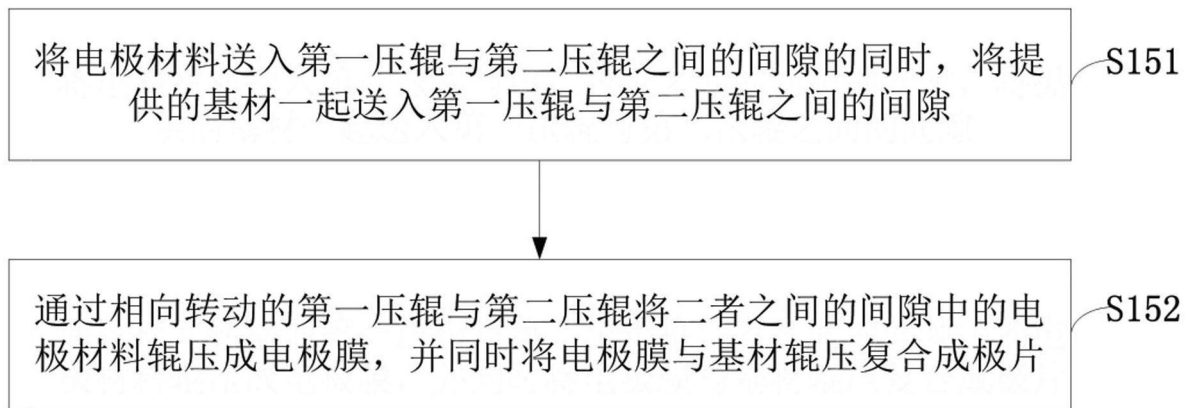 将电极材料送入第一压辊与第二压辊之间的间隙的同时，将提
供的基材一起送入第一压辊与第二压辊之间的间隙
S151
通过相向转动的第一压辊与第二压辊将二者之间的间隙中的电
极材料辊压成电极膜，并同时将电极膜与基材辊压复合成极片
S152